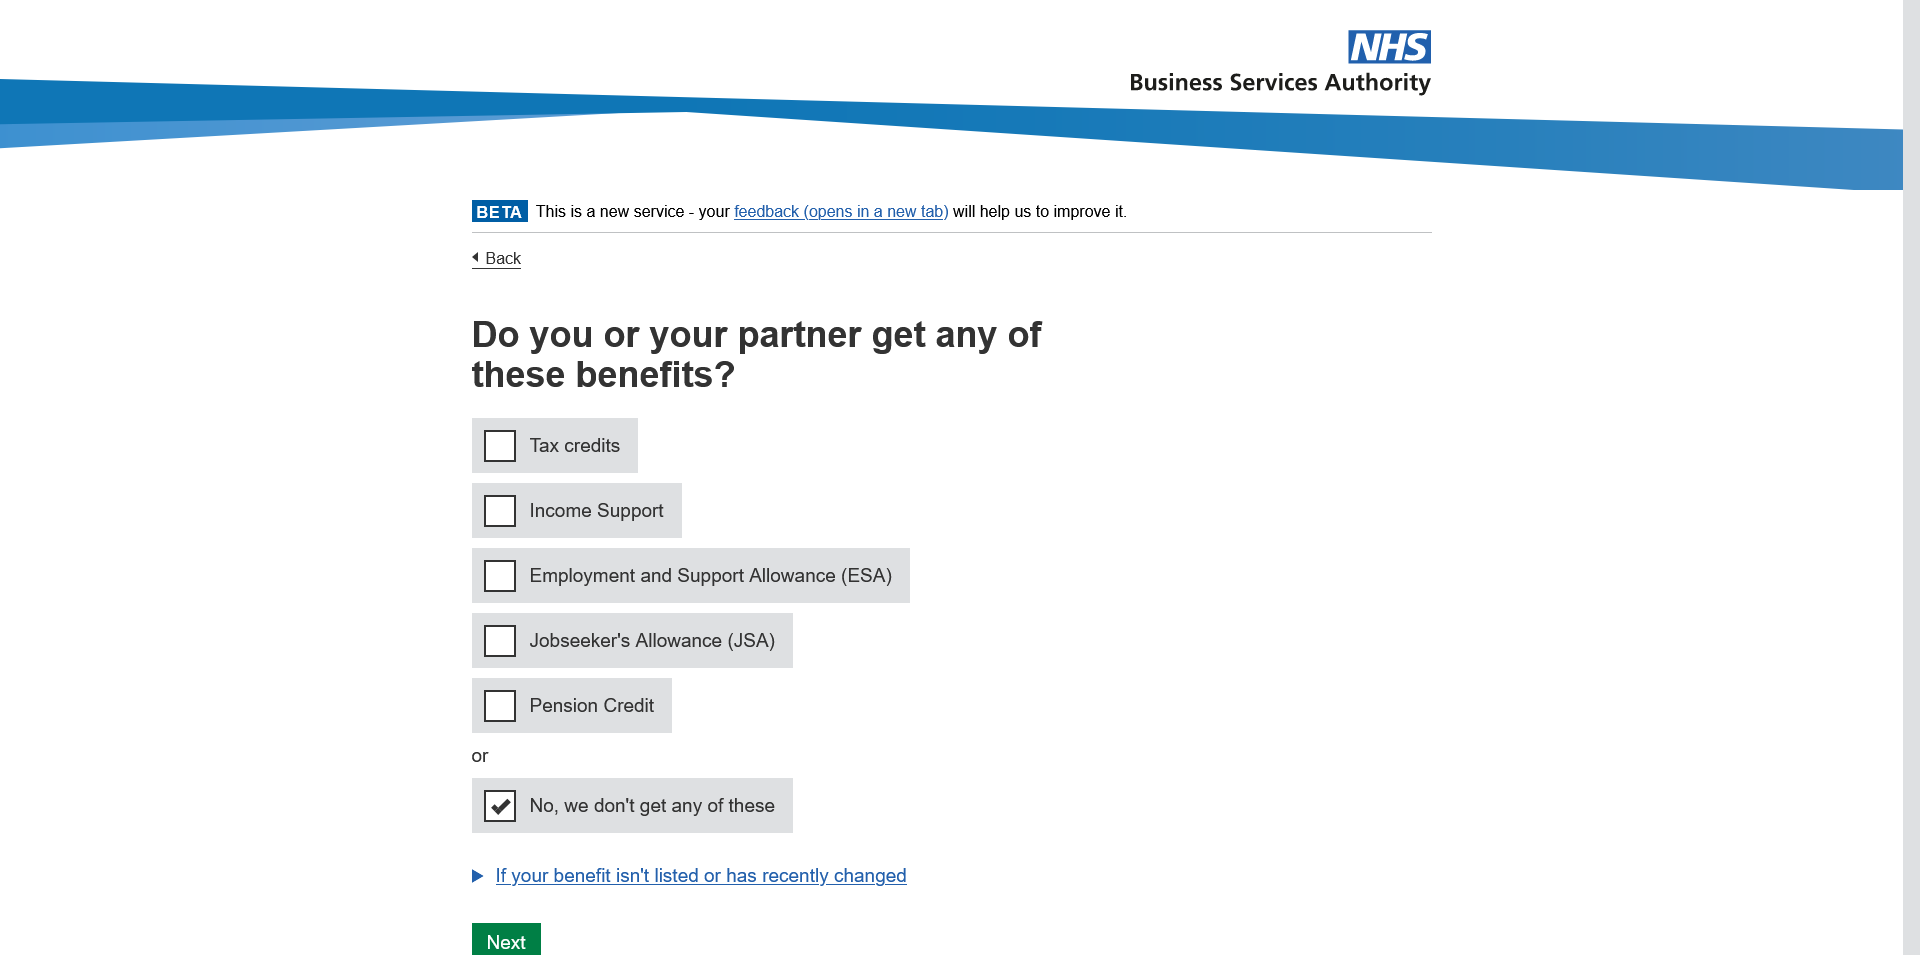 NHS
Business Services Authority
BETA This is a new service - your feedback (opens in a new tab) will help us to improve it.
Back
Do you or your partner get any of
these benefits?
Tax credits
Income Support
Employment and Support Allowance (ESA)
Jobseeker's Allowance (JSA)
Pension Credit
or
No, we don't get any of these
If your benefit isn't listed or has recently changed
Next